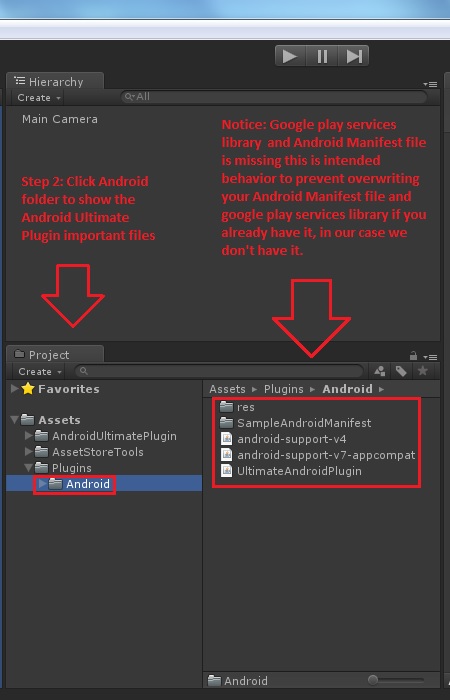 Hierarchy
Create
All
Main Camera
Notice: Google play services
library and Android Manifest file
is missing this is intended
behavior to prevent overwriting
your Android Manifest file and
google play services library if you
already have it, in our case we
don't have it.
Step 2: Click Android
folder to show the
Android Ultimate
Plugin important files
Project
Create
Favorites
Assets
AndroidUltimatePlugin
AssetStoreTools
Plugins
Android
Assets Plugins Android
res
SampleAndroidManifest
android-support-v4
android-support-v7-appcompat
UltimateAndroidPlugin
Android